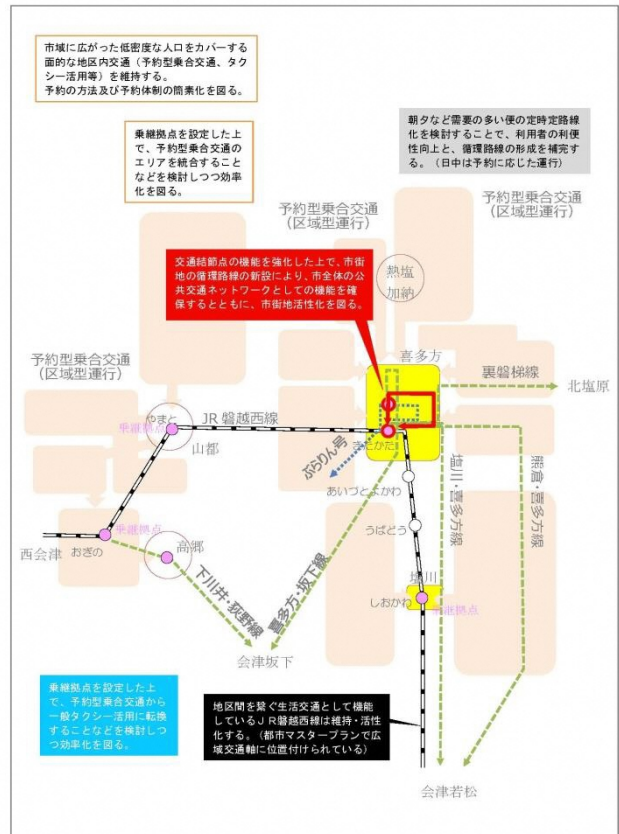 市域に広がった低密度な人口をカバーする
面的な地区内交通（予約型乗合交通、タク
シー活用等）を維持する。
予約の方法及び予約体制の簡素化を図る。
乗継拠点を設定した上
で、予約型乗合交通の
エリアを統合すること
などを検討しつつ効率
化を図る。
朝夕など需要の多い便の定時定路線
化を検討することで、利用者の利便
性向上と、循環路線の形成を補完す
る。（日中は予約に応じた運行）
予約型乗合交通
（区域型運行）
予約型乗合交通
（区域型運行）
交通結節点の機能を強化した上で、市街
地の循環路線の新設により、市全体の公
共交通ネットワークとしての機能を確
保するとともに、市街地活性化を図る。
熱塩
加納
予約型乗合交通
（区域型運行）
喜多方
裏磐梯線
北塩原
やまと
乗継拠点
山都
JR磐越西線
きたかた
ぶらりん号
あいづとよかわ
塩川・喜多方線
熊倉・喜多方線
うばどう
乗継拠点
おぎの
西会津
高郷
下川井・荻野線
喜多方・坂下線
塩川
しおかわ
乗継拠点
会津坂下
乗継拠点を設定した上
で、予約型乗合交通から
一般タクシー活用に転換
することなどを検討しつ
つ効率化を図る。
地区間を繋ぐ生活交通として機能
しているＪＲ磐越西線は維持・活性
化する。（都市マスタープランで広
域交通軸に位置付けられている）
会津若松